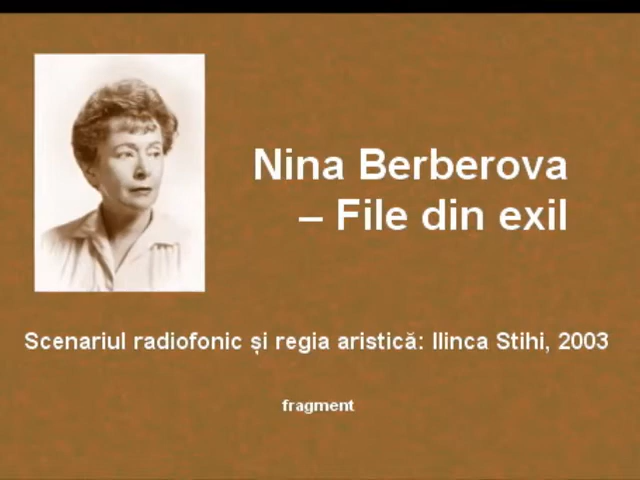 Nina Berberova
– File din exil
Scenariul radiofonic și regia aristică: Ilinca Stihi, 2003
fragment